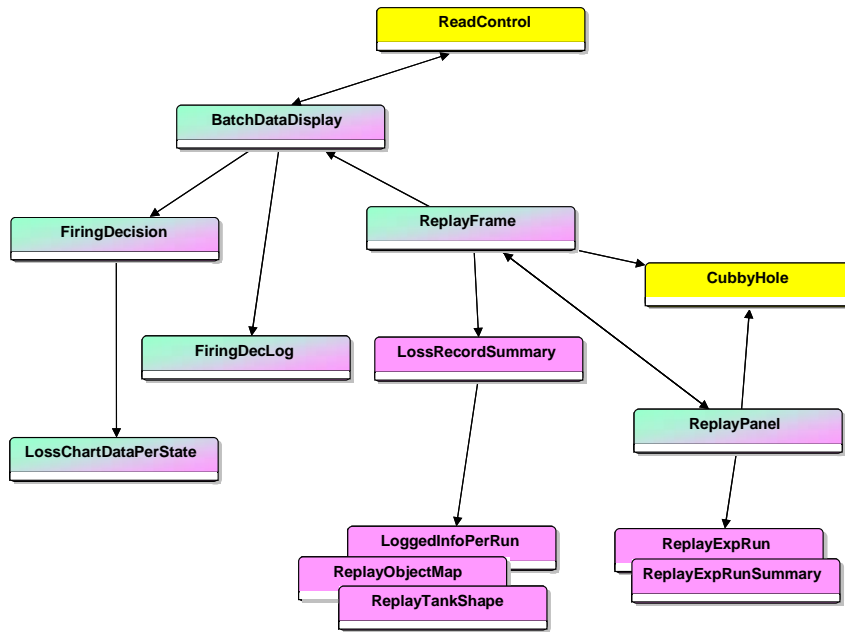 ReadControl
BatchDataDisplay
FiringDecision
ReplayFrame
CubbyHole
FiringDecLog
LossRecordSummary
ReplayPanel
LossChartDataPerState
LoggedInfoPerRun
ReplayExpRun
ReplayObjectMap
ReplayExpRunSummary
ReplayTankShape